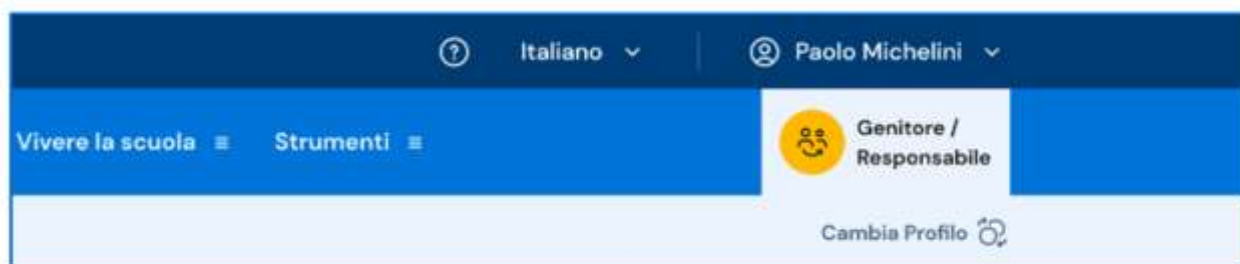 Italiano
Paolo Michelini
Vivere la scuola
Strumenti
Genitore /
Responsabile
Cambia Profilo